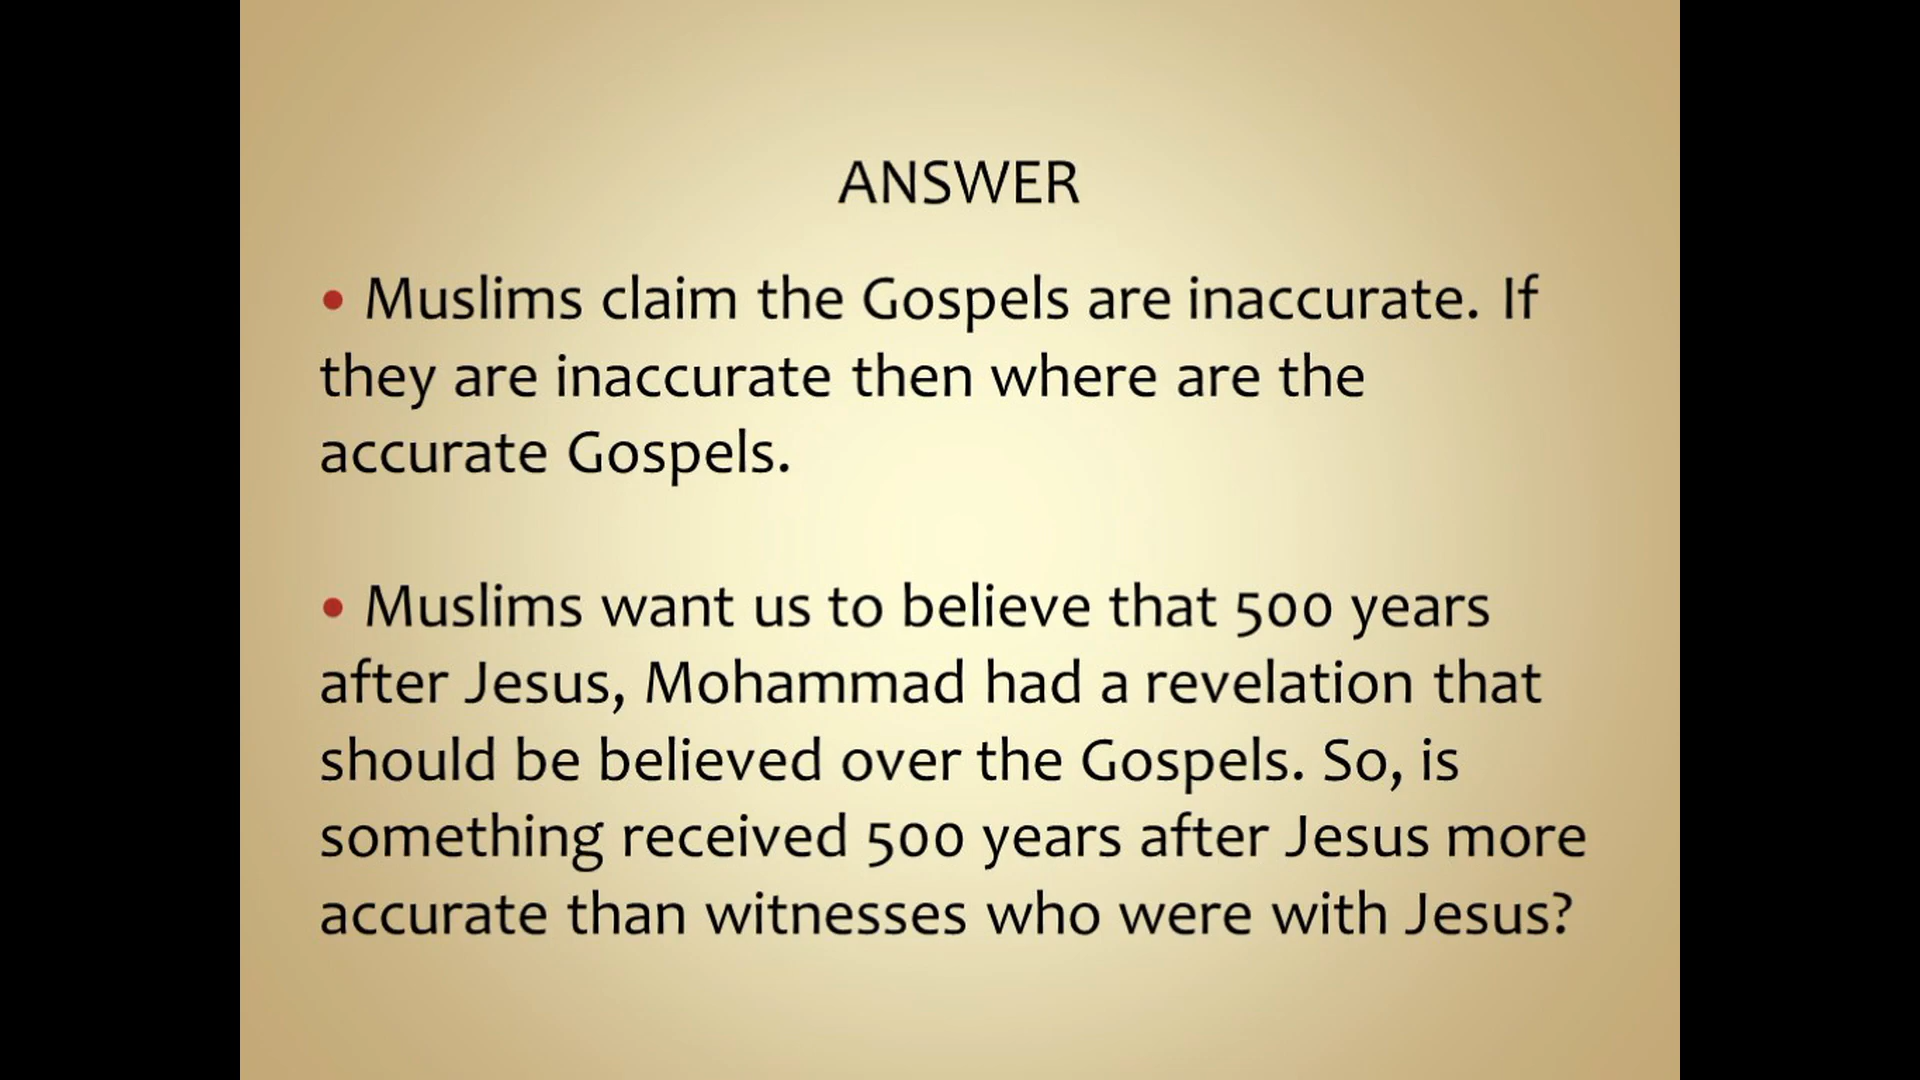 ANSWER
• Muslims claim the Gospels are inaccurate. If
they are inaccurate then where are the
accurate Gospels.
• Muslims want us to believe that 500 years
after Jesus, Mohammad had a revelation that
should be believed over the Gospels. So, is
something received 500 years after Jesus more
accurate than witnesses who were with Jesus?